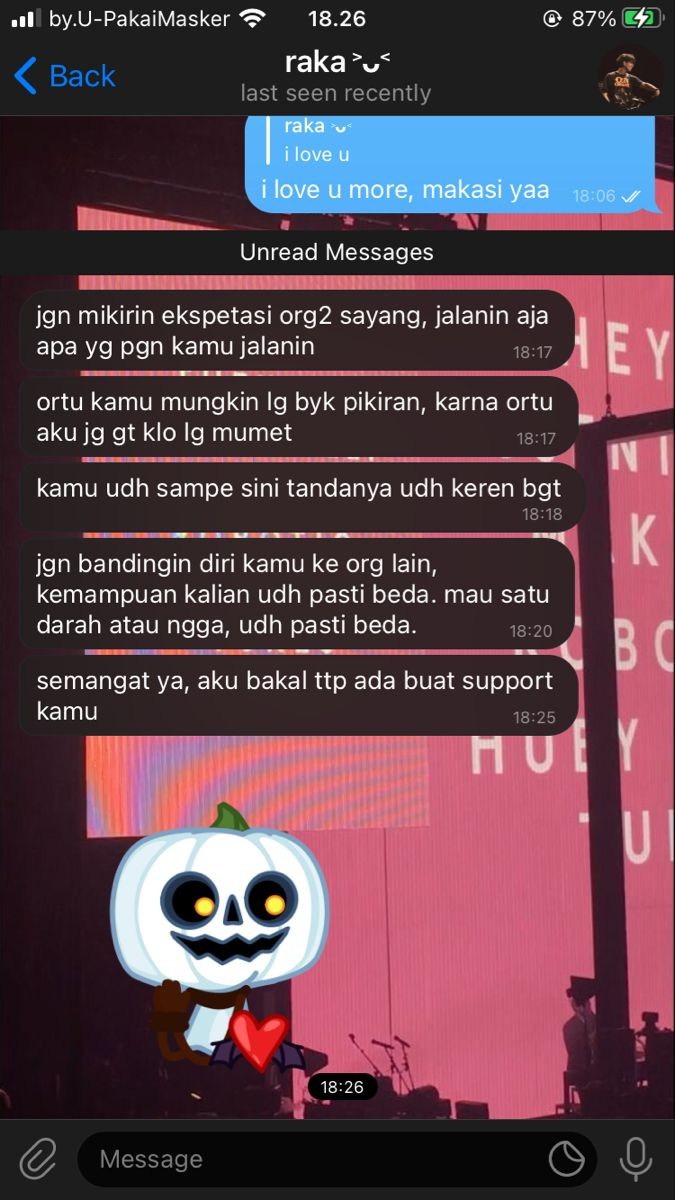 by.U-PakaiMasker
18.26
87%
Back
raka >ᴗ<
last seen recently
raka >ᴗ<
i love u
i love u more, makasi yaa
18:06
Unread Messages
jgn mikirin ekspetasi org2 sayang, jalanin aja
apa yg pgn kamu jalanin
18:17
ortu kamu mungkin lg byk pikiran, karna ortu
aku jg gt klo lg mumet
18:17
kamu udh sampe sini tandanya udh keren bgt
18:18
jgn bandingin diri kamu ke org lain,
kemampuan kalian udh pasti beda. mau satu
darah atau ngga, udh pasti beda.
18:20
semangat ya, aku bakal ttp ada buat support
kamu
18:25
HUEY
18:26
Message